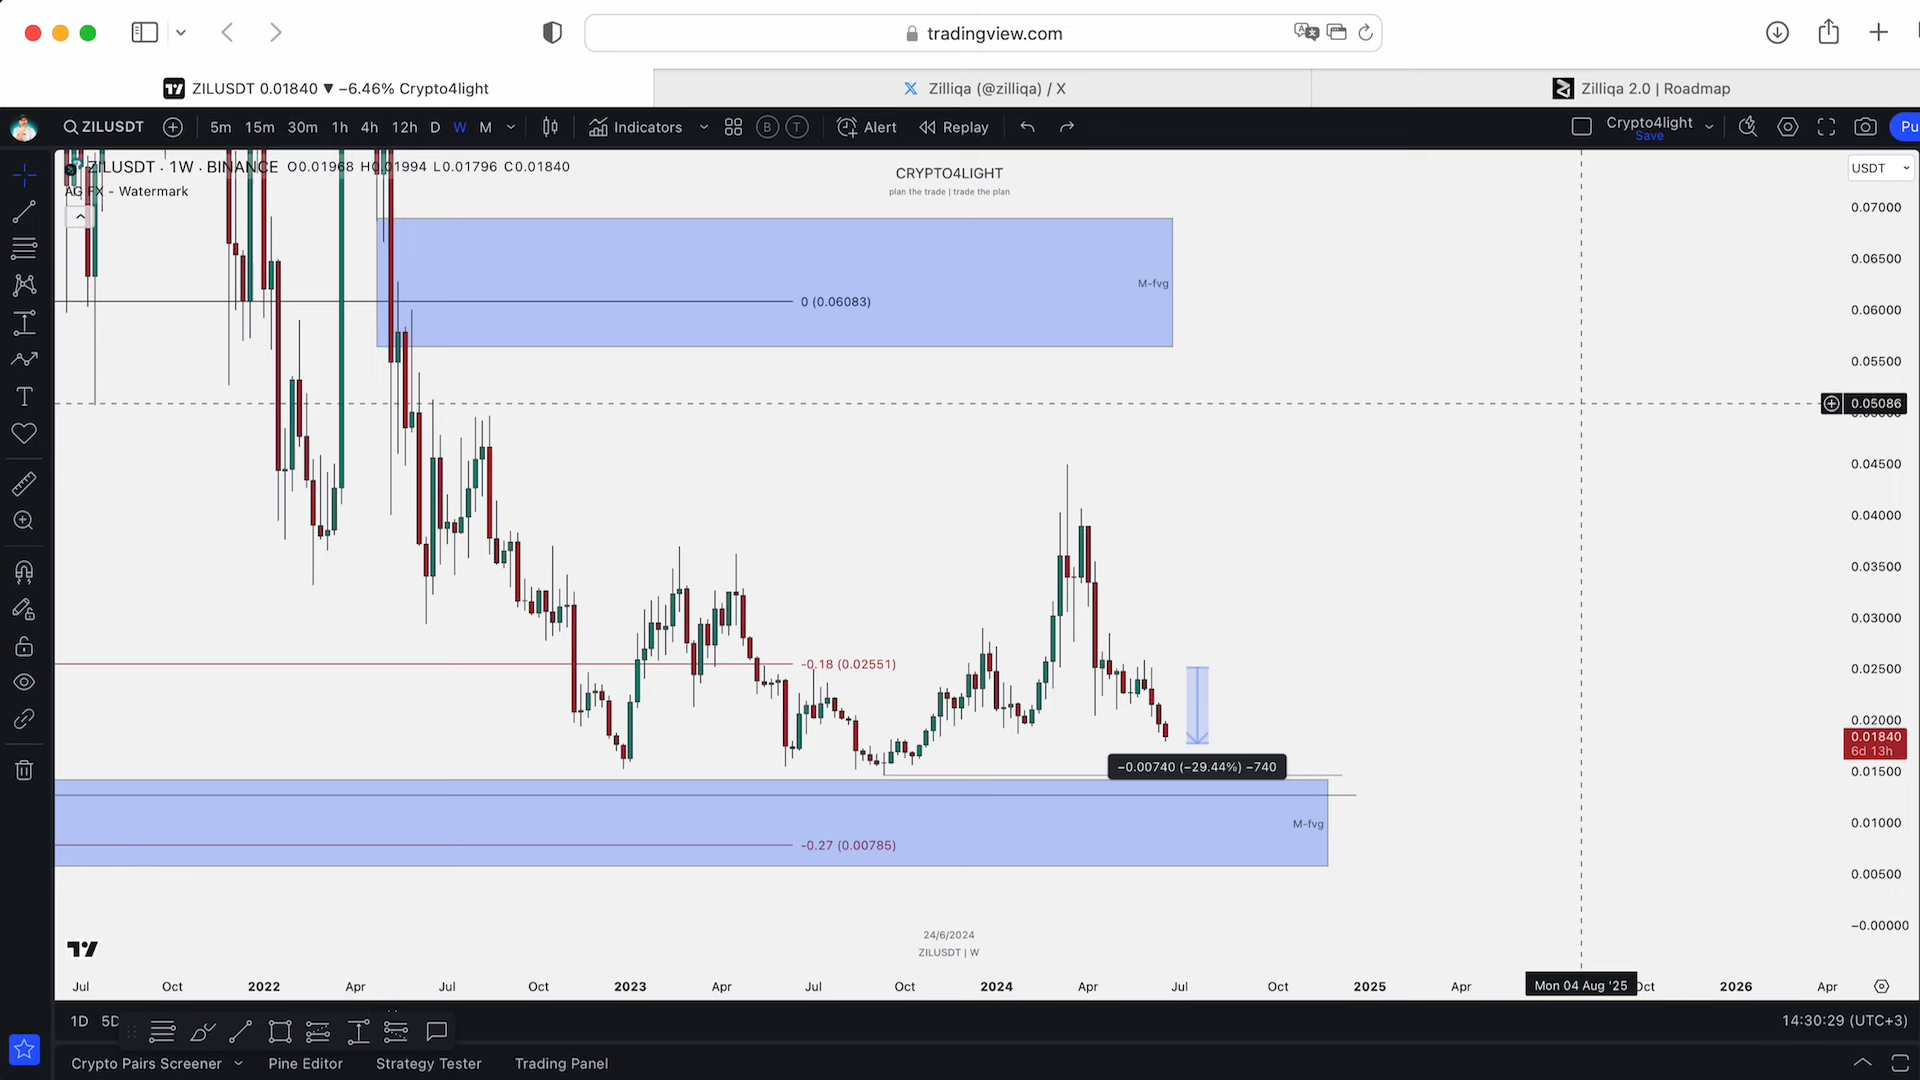 tradingview.com
ZILUSDT 0.01840 ▼ −6.46% Crypto4light
Zilliqa (@zilliqa) / X
Zilliqa 2.0 | Roadmap
ZILUSDT
5m 15m 30m 1h 4h 12h D W M
Indicators
B T
Alert
Replay
Crypto4light
Save
Pu
ZILUSDT · 1W · BINANCE O0.01968 H0.01994 L0.01796 C0.01840
AG FX - Watermark
CRYPTO4LIGHT
plan the trade | trade the plan
USDT
0.07000
0.06500
0.06000
0.05500
0.05086
0.04500
0.04000
0.03500
0.03000
0.02500
0.02000
0.01840
6d 13h
0.01500
0.01000
0.00500
−0.00000
M-fvg
0 (0.06083)
-0.18 (0.02551)
−0.00740 (−29.44%) −740
M-fvg
-0.27 (0.00785)
24/6/2024
ZILUSDT | W
Jul Oct 2022 Apr Jul Oct 2023 Apr Jul Oct 2024 Apr Jul Oct 2025 Apr Mon 04 Aug '25 Oct 2026 Apr
1D 5D
14:30:29 (UTC+3)
Crypto Pairs Screener Pine Editor Strategy Tester Trading Panel